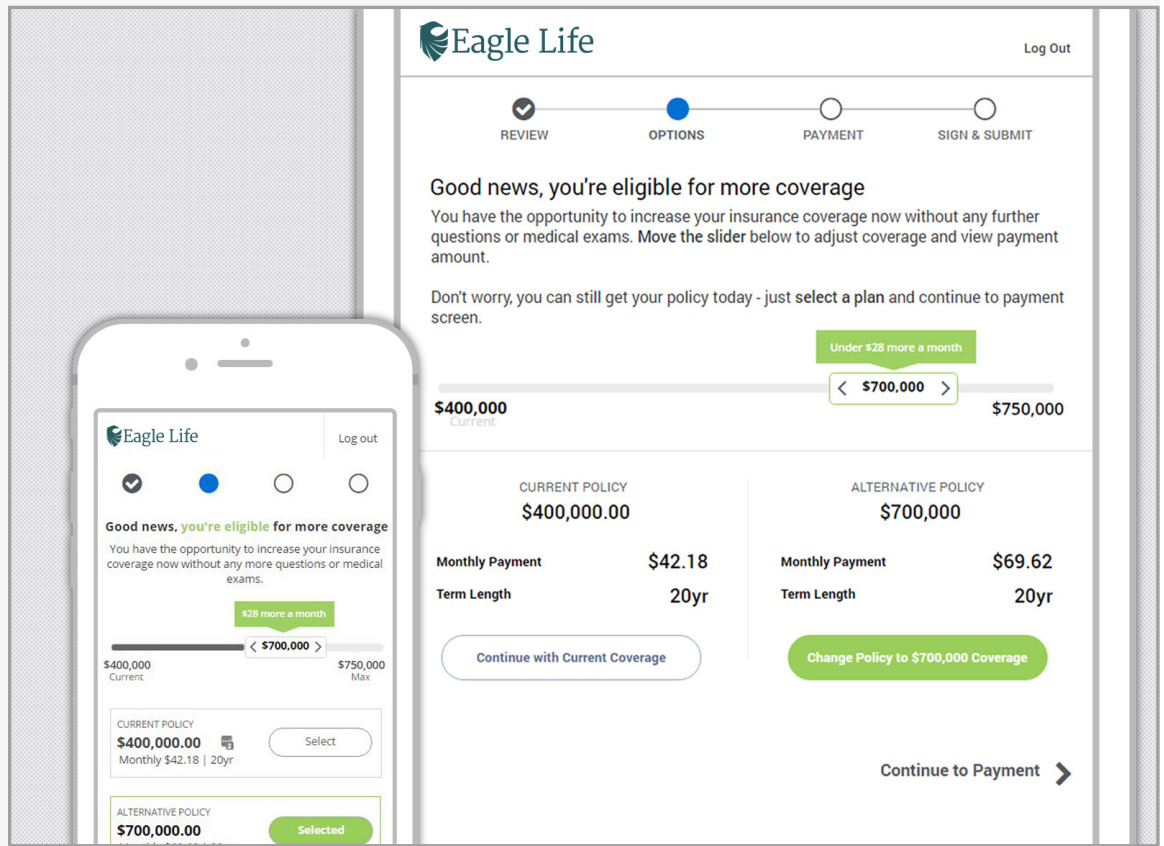 Eagle Life
Log Out
REVIEW
OPTIONS
PAYMENT
SIGN & SUBMIT
Good news, you're eligible for more coverage
You have the opportunity to increase your insurance coverage now without any further
questions or medical exams. Move the slider below to adjust coverage and view payment
amount.
Don't worry, you can still get your policy today - just select a plan and continue to payment
screen.
Under $28 more a month
$700,000
$400,000
Current
$750,000
CURRENT POLICY
$400,000.00
Monthly Payment $42.18
Term Length 20yr
Continue with Current Coverage
ALTERNATIVE POLICY
$700,000
Monthly Payment $69.62
Term Length 20yr
Change Policy to $700,000 Coverage
Continue to Payment
Eagle Life
Log out
Good news, you're eligible for more coverage
You have the opportunity to increase your insurance
coverage now without any more questions or medical
exams.
$28 more a month
$700,000
$400,000
Current
$750,000
Max
CURRENT POLICY
$400,000.00
Monthly $42.18 | 20yr
Select
ALTERNATIVE POLICY
$700,000.00
Selected